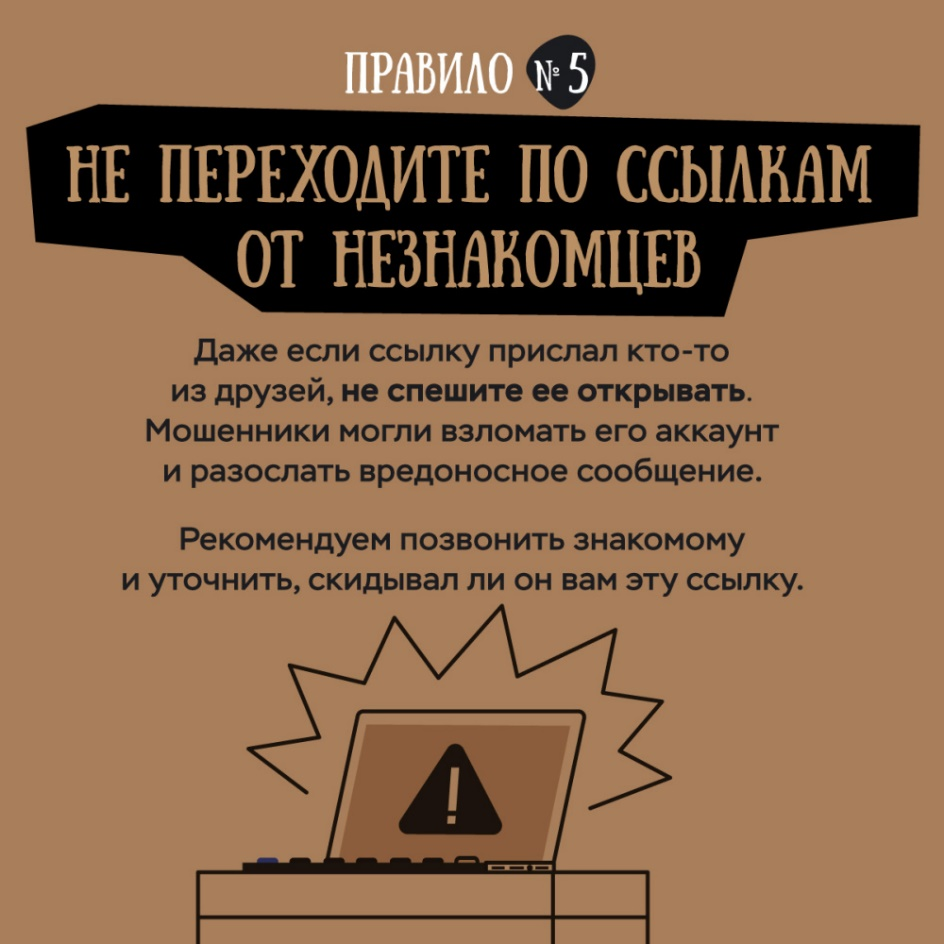 ПРАВИЛО № 5
НЕ ПЕРЕХОДИТЕ ПО ССЫЛКАМ
ОТ НЕЗНАКОМЦЕВ
Даже если ссылку прислал кто-то
из друзей, не спешите ее открывать.
Мошенники могли взломать его аккаунт
и разослать вредоносное сообщение.
Рекомендуем позвонить знакомому
и уточнить, скидывал ли он вам эту ссылку.
!